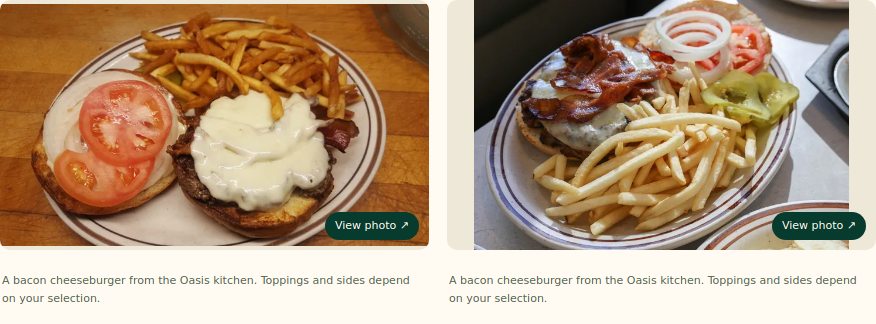 View photo ↗
View photo ↗
A bacon cheeseburger from the Oasis kitchen. Toppings and sides depend
on your selection.
A bacon cheeseburger from the Oasis kitchen. Toppings and sides depend
on your selection.